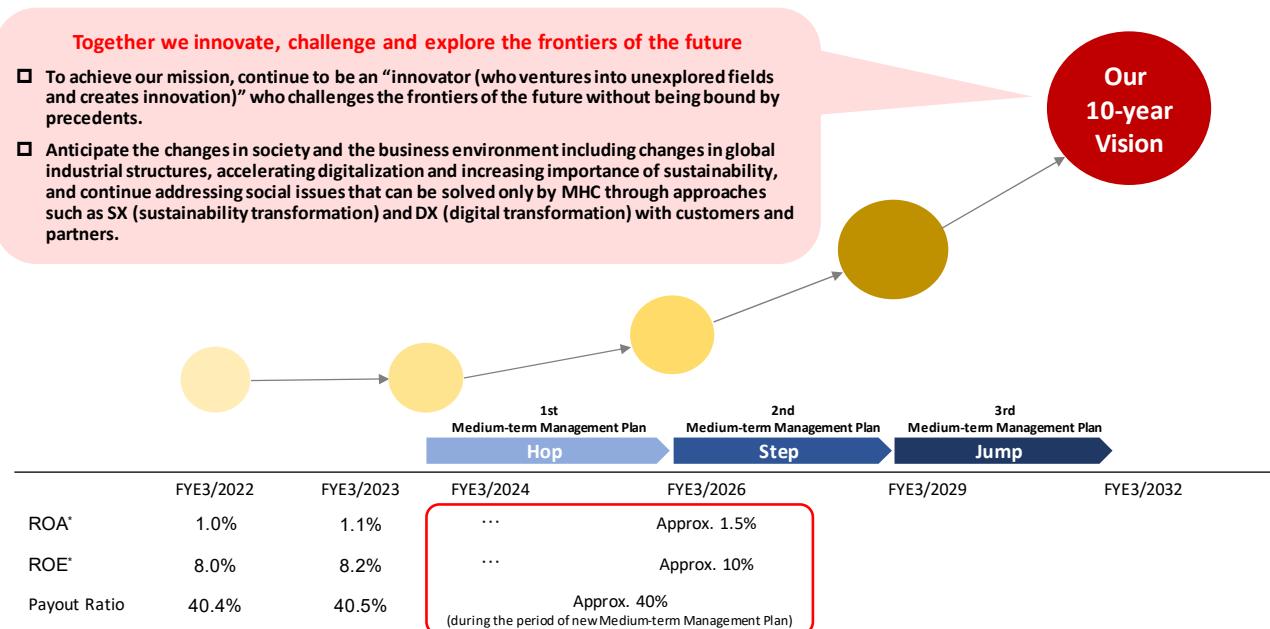 Together we innovate, challenge and explore the frontiers of the future
To achieve our mission, continue to be an “innovator (who ventures into unexplored fields
and creates innovation)” who challenges the frontiers of the future without being bound by
precedents.
Anticipate the changes in society and the business environment including changes in global
industrial structures, accelerating digitalization and increasing importance of sustainability,
and continue addressing social issues that can be solved only by MHC through approaches
such as SX (sustainability transformation) and DX (digital transformation) with customers and
partners.
Our
10-year
Vision
1st
Medium-term Management Plan
Hop
2nd
Medium-term Management Plan
Step
3rd
Medium-term Management Plan
Jump
FYE3/2022 FYE3/2023 FYE3/2024 FYE3/2026 FYE3/2029 FYE3/2032
ROA* 1.0% 1.1% … Approx. 1.5%
ROE* 8.0% 8.2% … Approx. 10%
Payout Ratio 40.4% 40.5% Approx. 40%
(during the period of new Medium-term Management Plan)